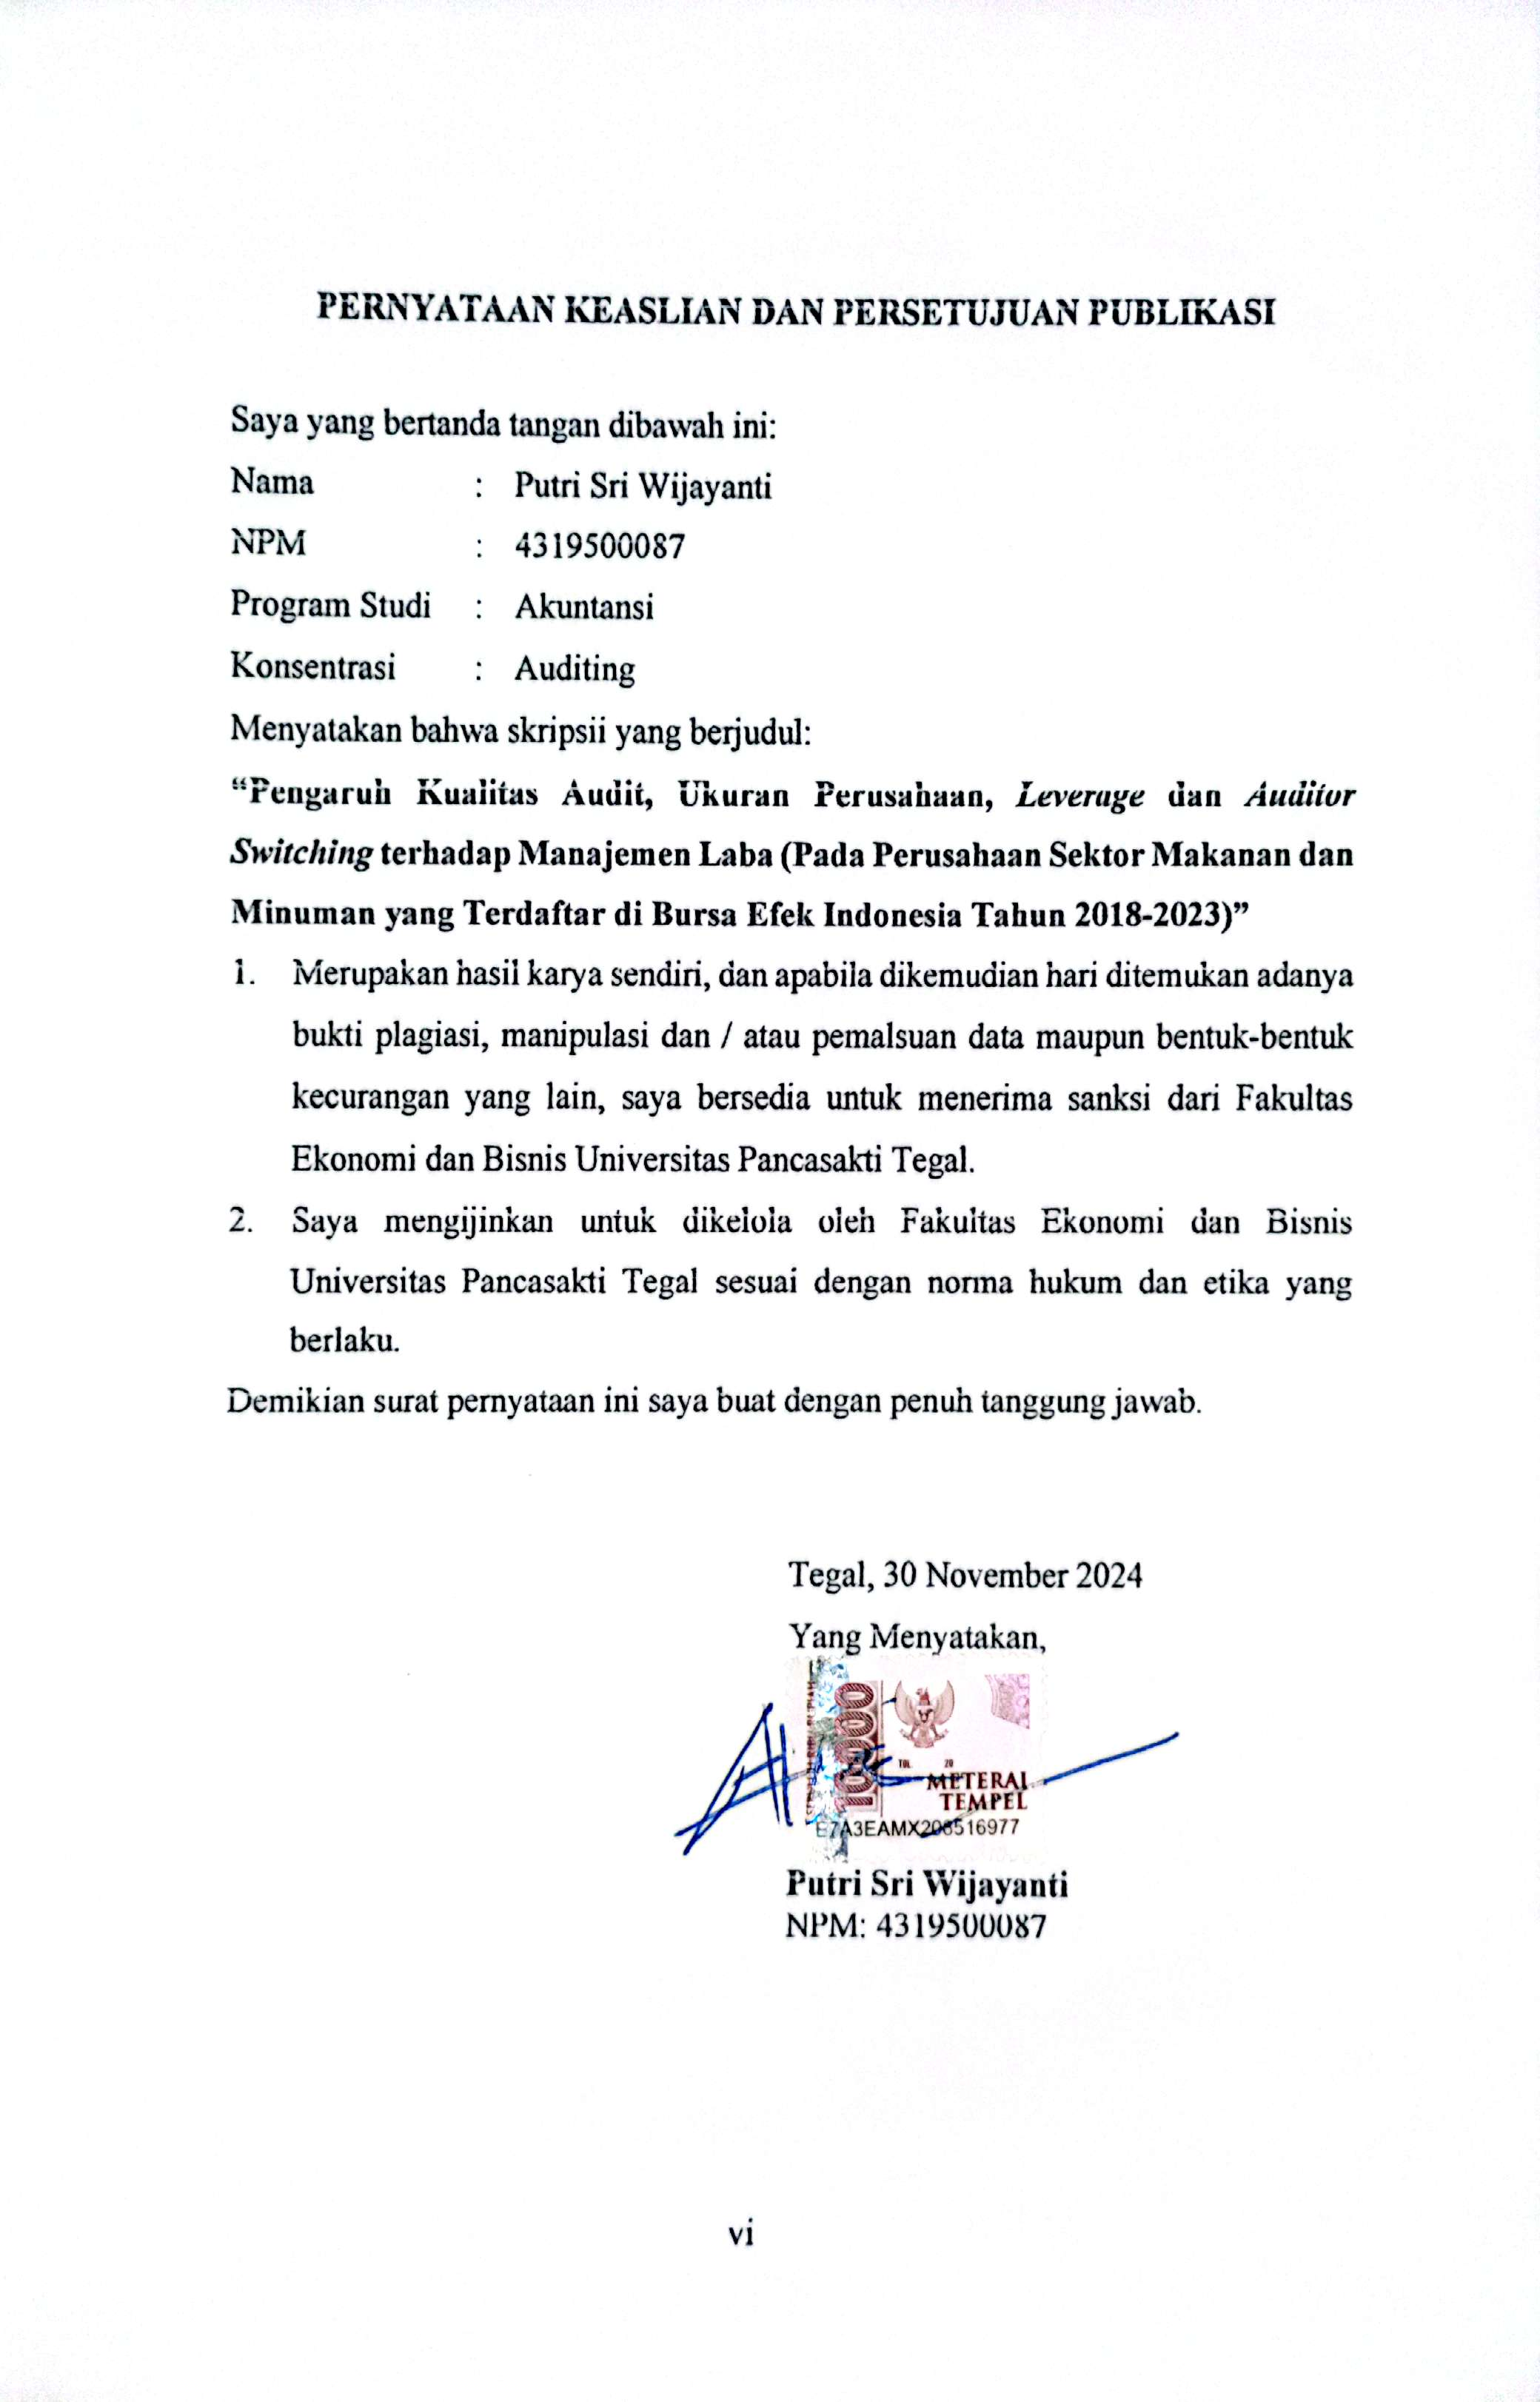 PERNYATAAN KEASLIAN DAN PERSETUJUAN PUBLIKASI
Saya yang bertanda tangan dibawah ini:
Nama : Putri Sri Wijayanti
NPM : 4319500087
Program Studi : Akuntansi
Konsentrasi : Auditing
Menyatakan bahwa skripsii yang berjudul:
“Pengaruh Kualitas Audit, Ukuran Perusahaan, Leverage dan Auditor
Switching terhadap Manajemen Laba (Pada Perusahaan Sektor Makanan dan
Minuman yang Terdaftar di Bursa Efek Indonesia Tahun 2018-2023)”
1. Merupakan hasil karya sendiri, dan apabila dikemudian hari ditemukan adanya
bukti plagiasi, manipulasi dan / atau pemalsuan data maupun bentuk-bentuk
kecurangan yang lain, saya bersedia untuk menerima sanksi dari Fakultas
Ekonomi dan Bisnis Universitas Pancasakti Tegal.
2. Saya mengijinkan untuk dikelola oleh Fakultas Ekonomi dan Bisnis
Universitas Pancasakti Tegal sesuai dengan norma hukum dan etika yang
berlaku.
Demikian surat pernyataan ini saya buat dengan penuh tanggung jawab.
Tegal, 30 November 2024
Yang Menyatakan,
10000
TGL. 20
METERAI
TEMPEL
E7A3EAMX206516977
Putri Sri Wijayanti
NPM: 4319500087
vi